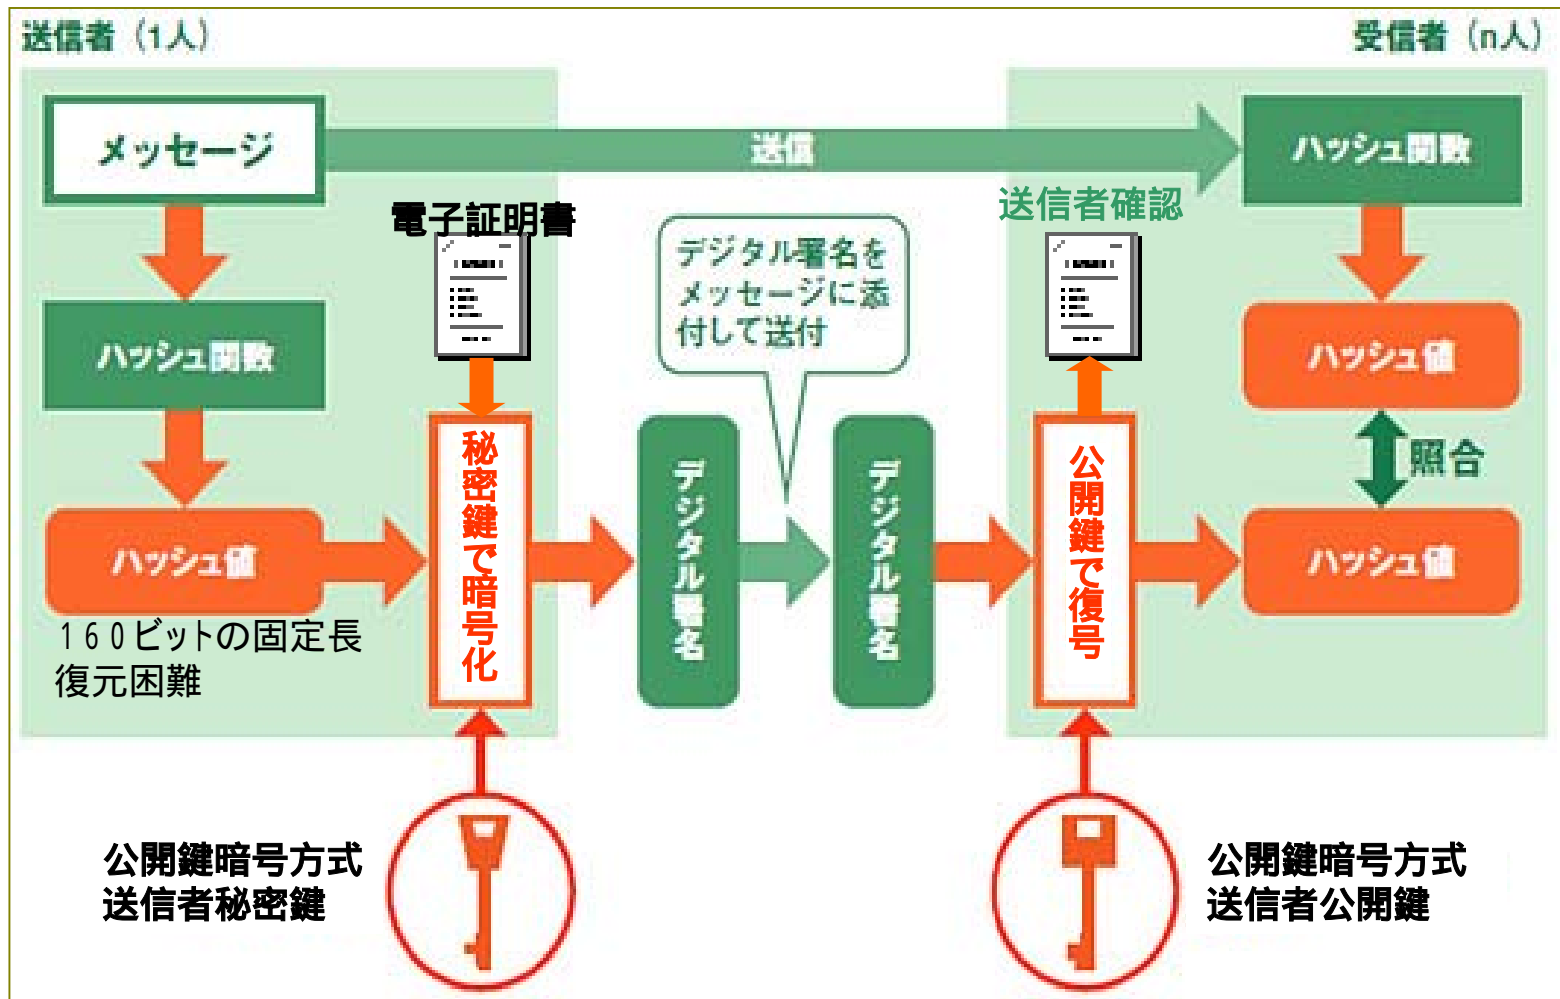 送信者（1人）
受信者（n人）
メッセージ
送信
ハッシュ関数
電子証明書
送信者確認
デジタル署名を
メッセージに添
付して送付
ハッシュ関数
ハッシュ値
照合
ハッシュ値
１６０ビットの固定長
復元困難
秘密鍵で暗号化
デジタル署名
デジタル署名
公開鍵で復号
ハッシュ値
公開鍵暗号方式
送信者秘密鍵
公開鍵暗号方式
送信者公開鍵